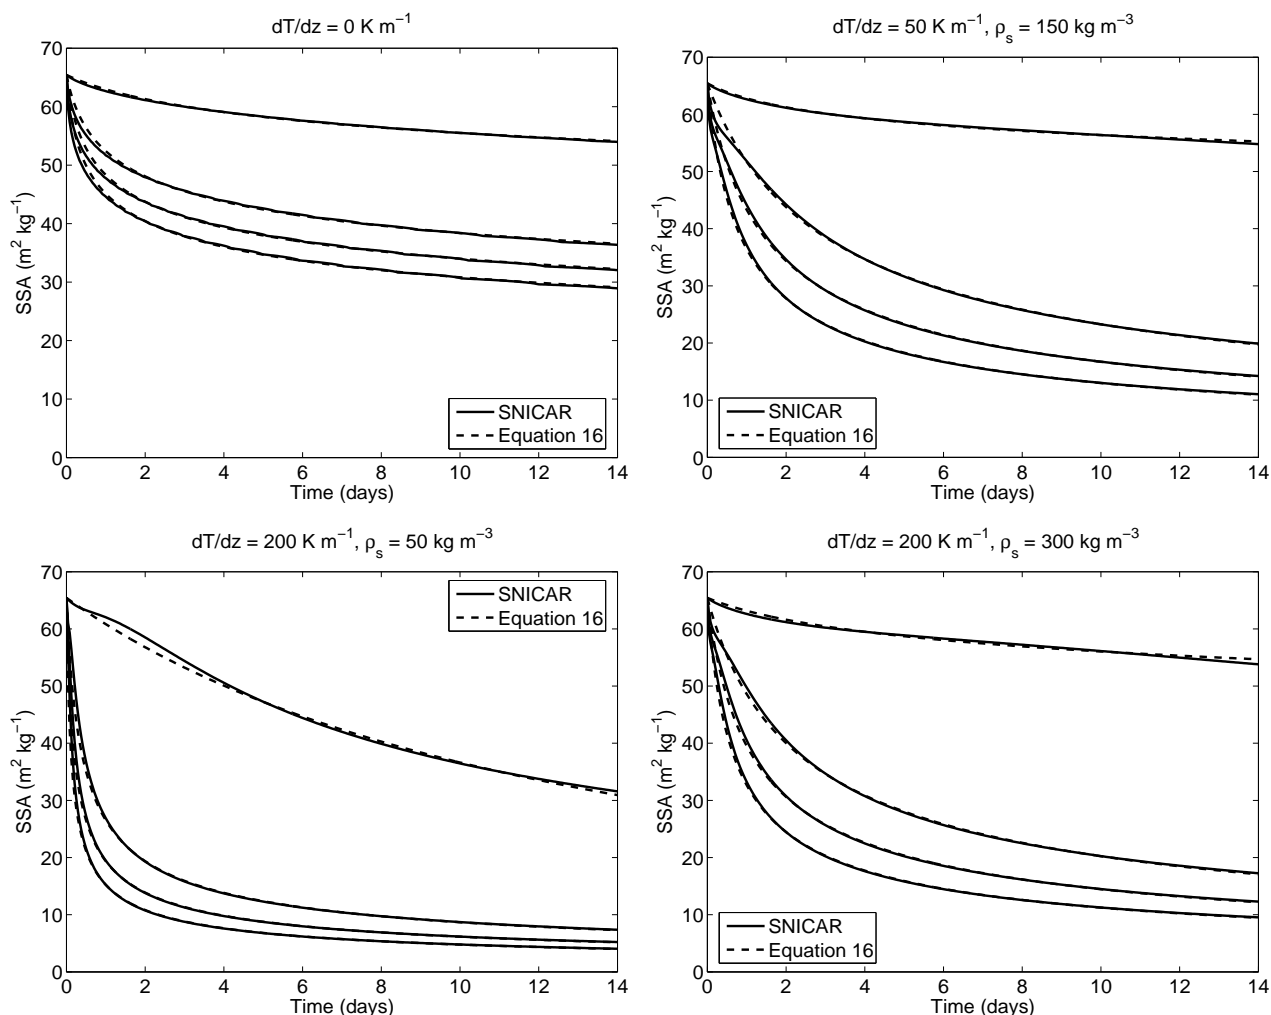 dT/dz = 0 K m⁻¹
70
60
50
40
30
20
10
0
SSA (m² kg⁻¹)
SNICAR
Equation 16
0 2 4 6 8 10 12 14
Time (days)
dT/dz = 50 K m⁻¹, ρₛ = 150 kg m⁻³
70
60
50
40
30
20
10
0
SSA (m² kg⁻¹)
SNICAR
Equation 16
0 2 4 6 8 10 12 14
Time (days)
dT/dz = 200 K m⁻¹, ρₛ = 50 kg m⁻³
70
60
50
40
30
20
10
0
SSA (m² kg⁻¹)
SNICAR
Equation 16
0 2 4 6 8 10 12 14
Time (days)
dT/dz = 200 K m⁻¹, ρₛ = 300 kg m⁻³
70
60
50
40
30
20
10
0
SSA (m² kg⁻¹)
SNICAR
Equation 16
0 2 4 6 8 10 12 14
Time (days)